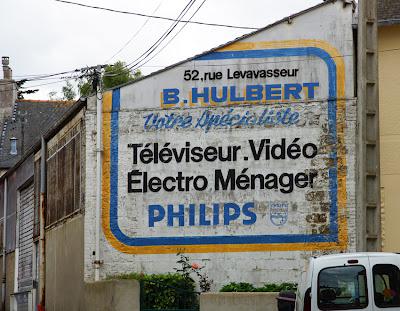 52, rue Levavasseur
B. HULBERT
Votre Spécialiste
Téléviseur. Vidéo
Électro Ménager
PHILIPS